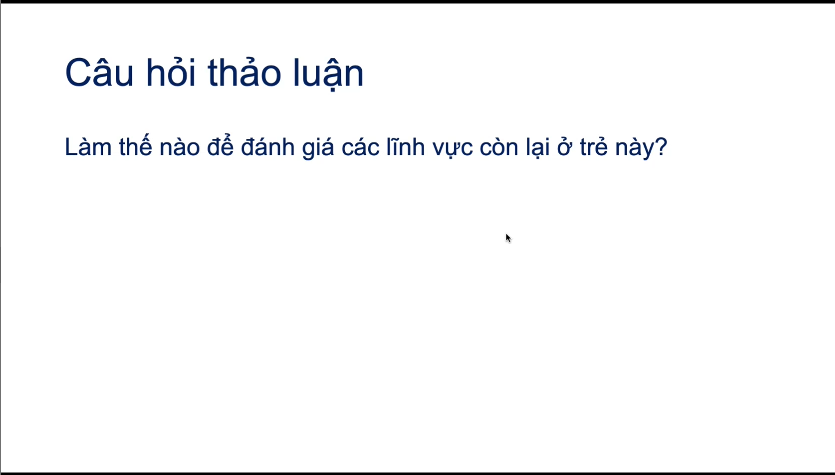 Câu hỏi thảo luận
Làm thế nào để đánh giá các lĩnh vực còn lại ở trẻ này?